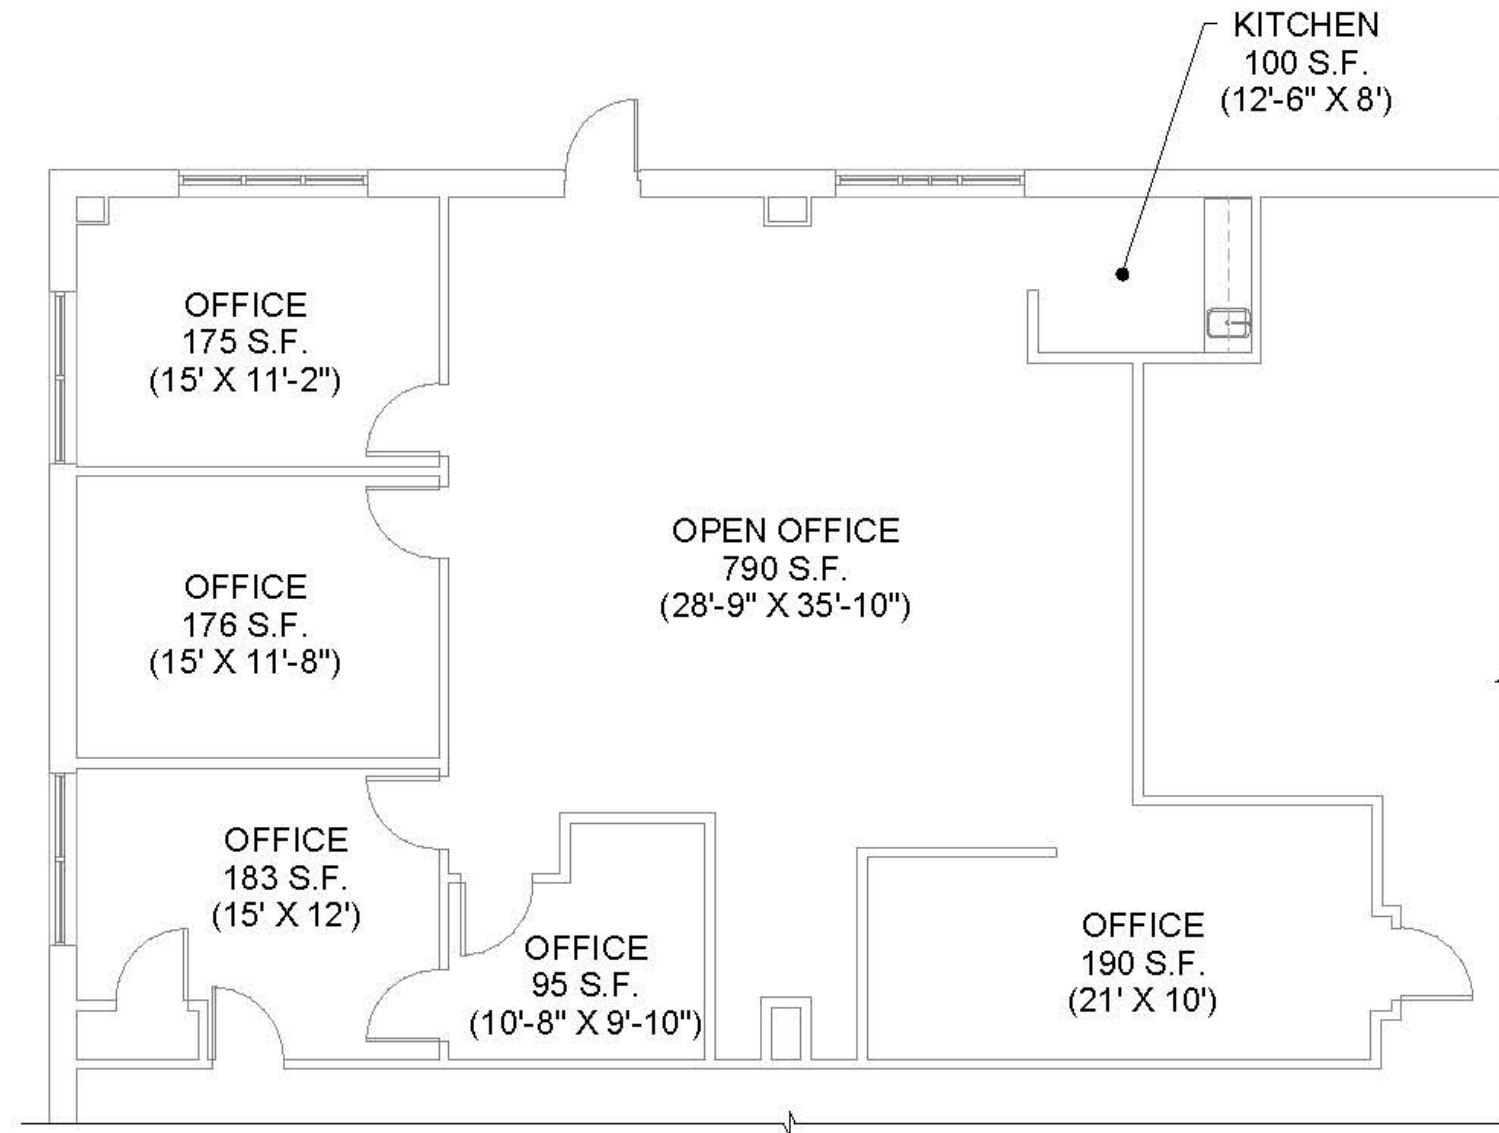 KITCHEN
100 S.F.
(12'-6" X 8')
OFFICE
175 S.F.
(15' X 11'-2")
OPEN OFFICE
790 S.F.
(28'-9" X 35'-10")
OFFICE
176 S.F.
(15' X 11'-8")
OFFICE
183 S.F.
(15' X 12')
OFFICE
95 S.F.
(10'-8" X 9'-10")
OFFICE
190 S.F.
(21' X 10')